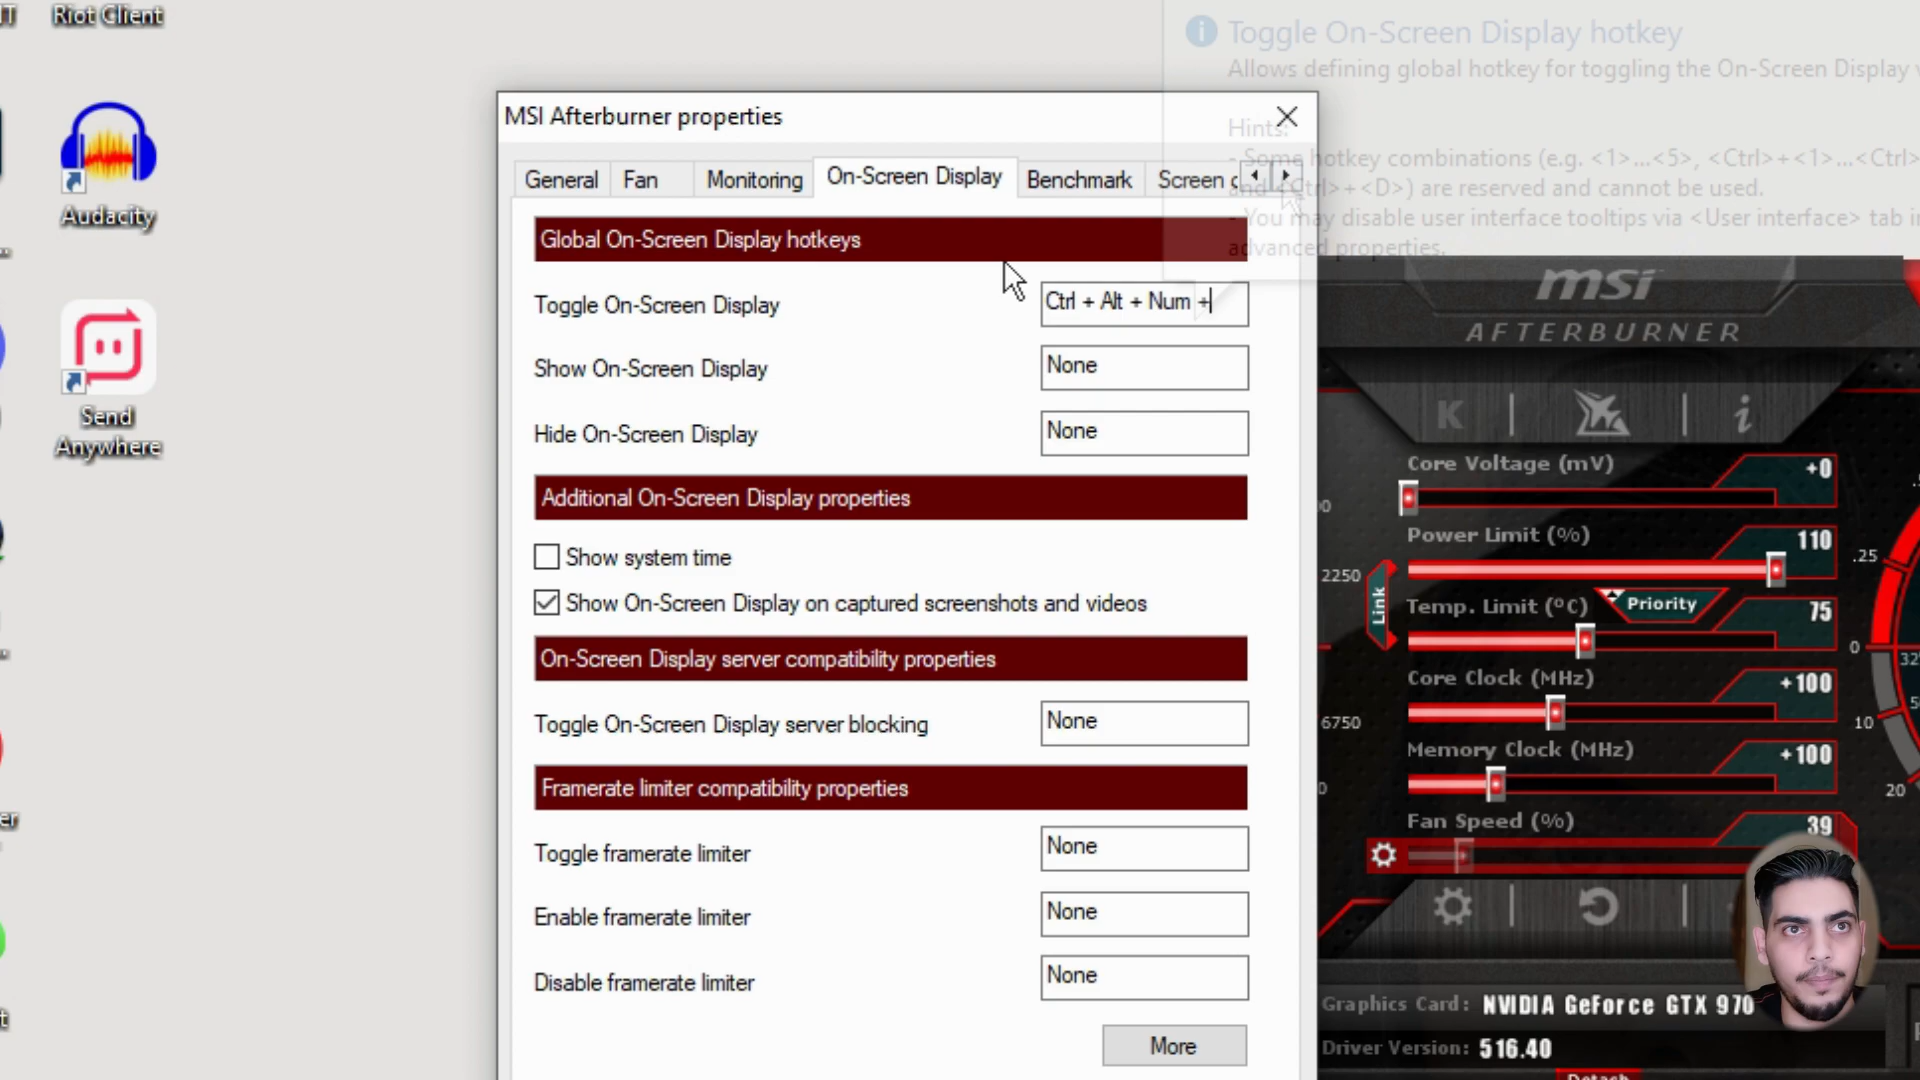 Riot Client
Audacity
Send
Anywhere
Toggle On-Screen Display hotkey
Allows defining global hotkey for toggling the On-Screen Display
Hints:
- Some hotkey combinations (e.g. <1>...<5>, <Ctrl>+<1>...<Ctrl>
and <Ctrl>+<D>) are reserved and cannot be used.
- You may disable user interface tooltips via <User interface> tab in
advanced properties.
MSI Afterburner properties
General
Fan
Monitoring
On-Screen Display
Benchmark
Screen
Global On-Screen Display hotkeys
Toggle On-Screen Display
Ctrl + Alt + Num +
Show On-Screen Display
None
Hide On-Screen Display
None
Additional On-Screen Display properties
Show system time
Show On-Screen Display on captured screenshots and videos
On-Screen Display server compatibility properties
Toggle On-Screen Display server blocking
None
Framerate limiter compatibility properties
Toggle framerate limiter
None
Enable framerate limiter
None
Disable framerate limiter
None
More
msi
AFTERBURNER
K
i
Core Voltage (mV)
+0
Power Limit (%)
110
Link
Temp. Limit (°C)
Priority
75
Core Clock (MHz)
+100
Memory Clock (MHz)
+100
Fan Speed (%)
39
2250
6750
.25
0
10
20
Graphics Card: NVIDIA GeForce GTX 970
Driver Version: 516.40
Detach